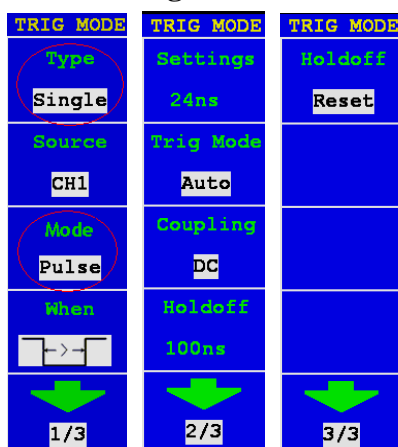 TRIG MODE
Type
Single
Source
CH1
Mode
Pulse
When
1/3
TRIG MODE
Settings
24ns
Trig Mode
Auto
Coupling
DC
Holdoff
100ns
2/3
TRIG MODE
Holdoff
Reset
3/3